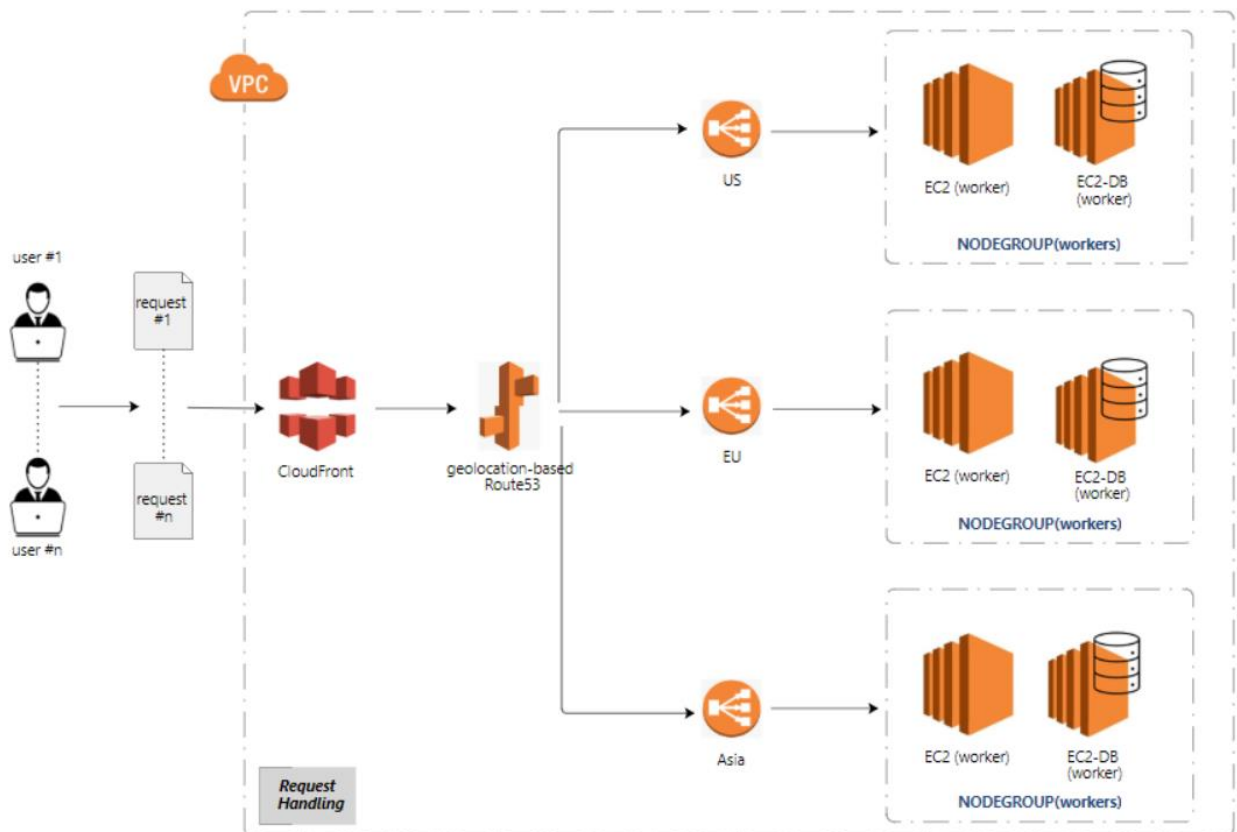 VPC
user #1
request
#1
request
#n
user #n
CloudFront
geolocation-based
Route53
US
EC2 (worker)
EC2-DB
(worker)
NODEGROUP(workers)
EU
EC2 (worker)
EC2-DB
(worker)
NODEGROUP(workers)
Asia
EC2 (worker)
EC2-DB
(worker)
NODEGROUP(workers)
Request
Handling